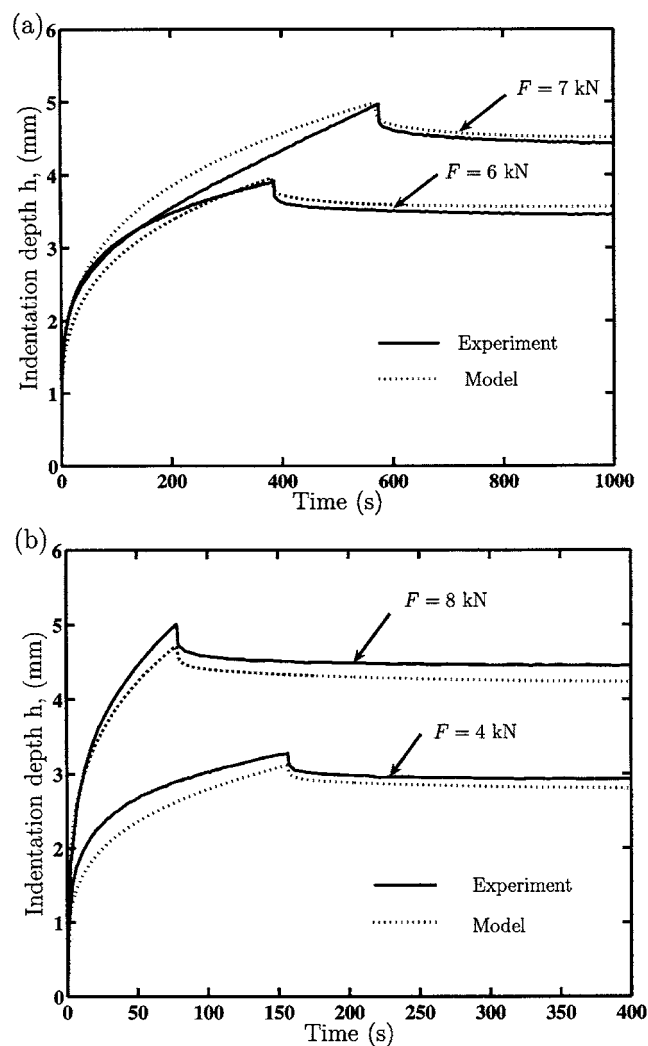 (a)
6
5
4
3
2
1
0
Indentation depth h, (mm)
F = 7 kN
F = 6 kN
Experiment
Model
0 200 400 600 800 1000
Time (s)
(b)
6
5
4
3
2
1
0
Indentation depth h, (mm)
F = 8 kN
F = 4 kN
Experiment
Model
0 50 100 150 200 250 300 350 400
Time (s)